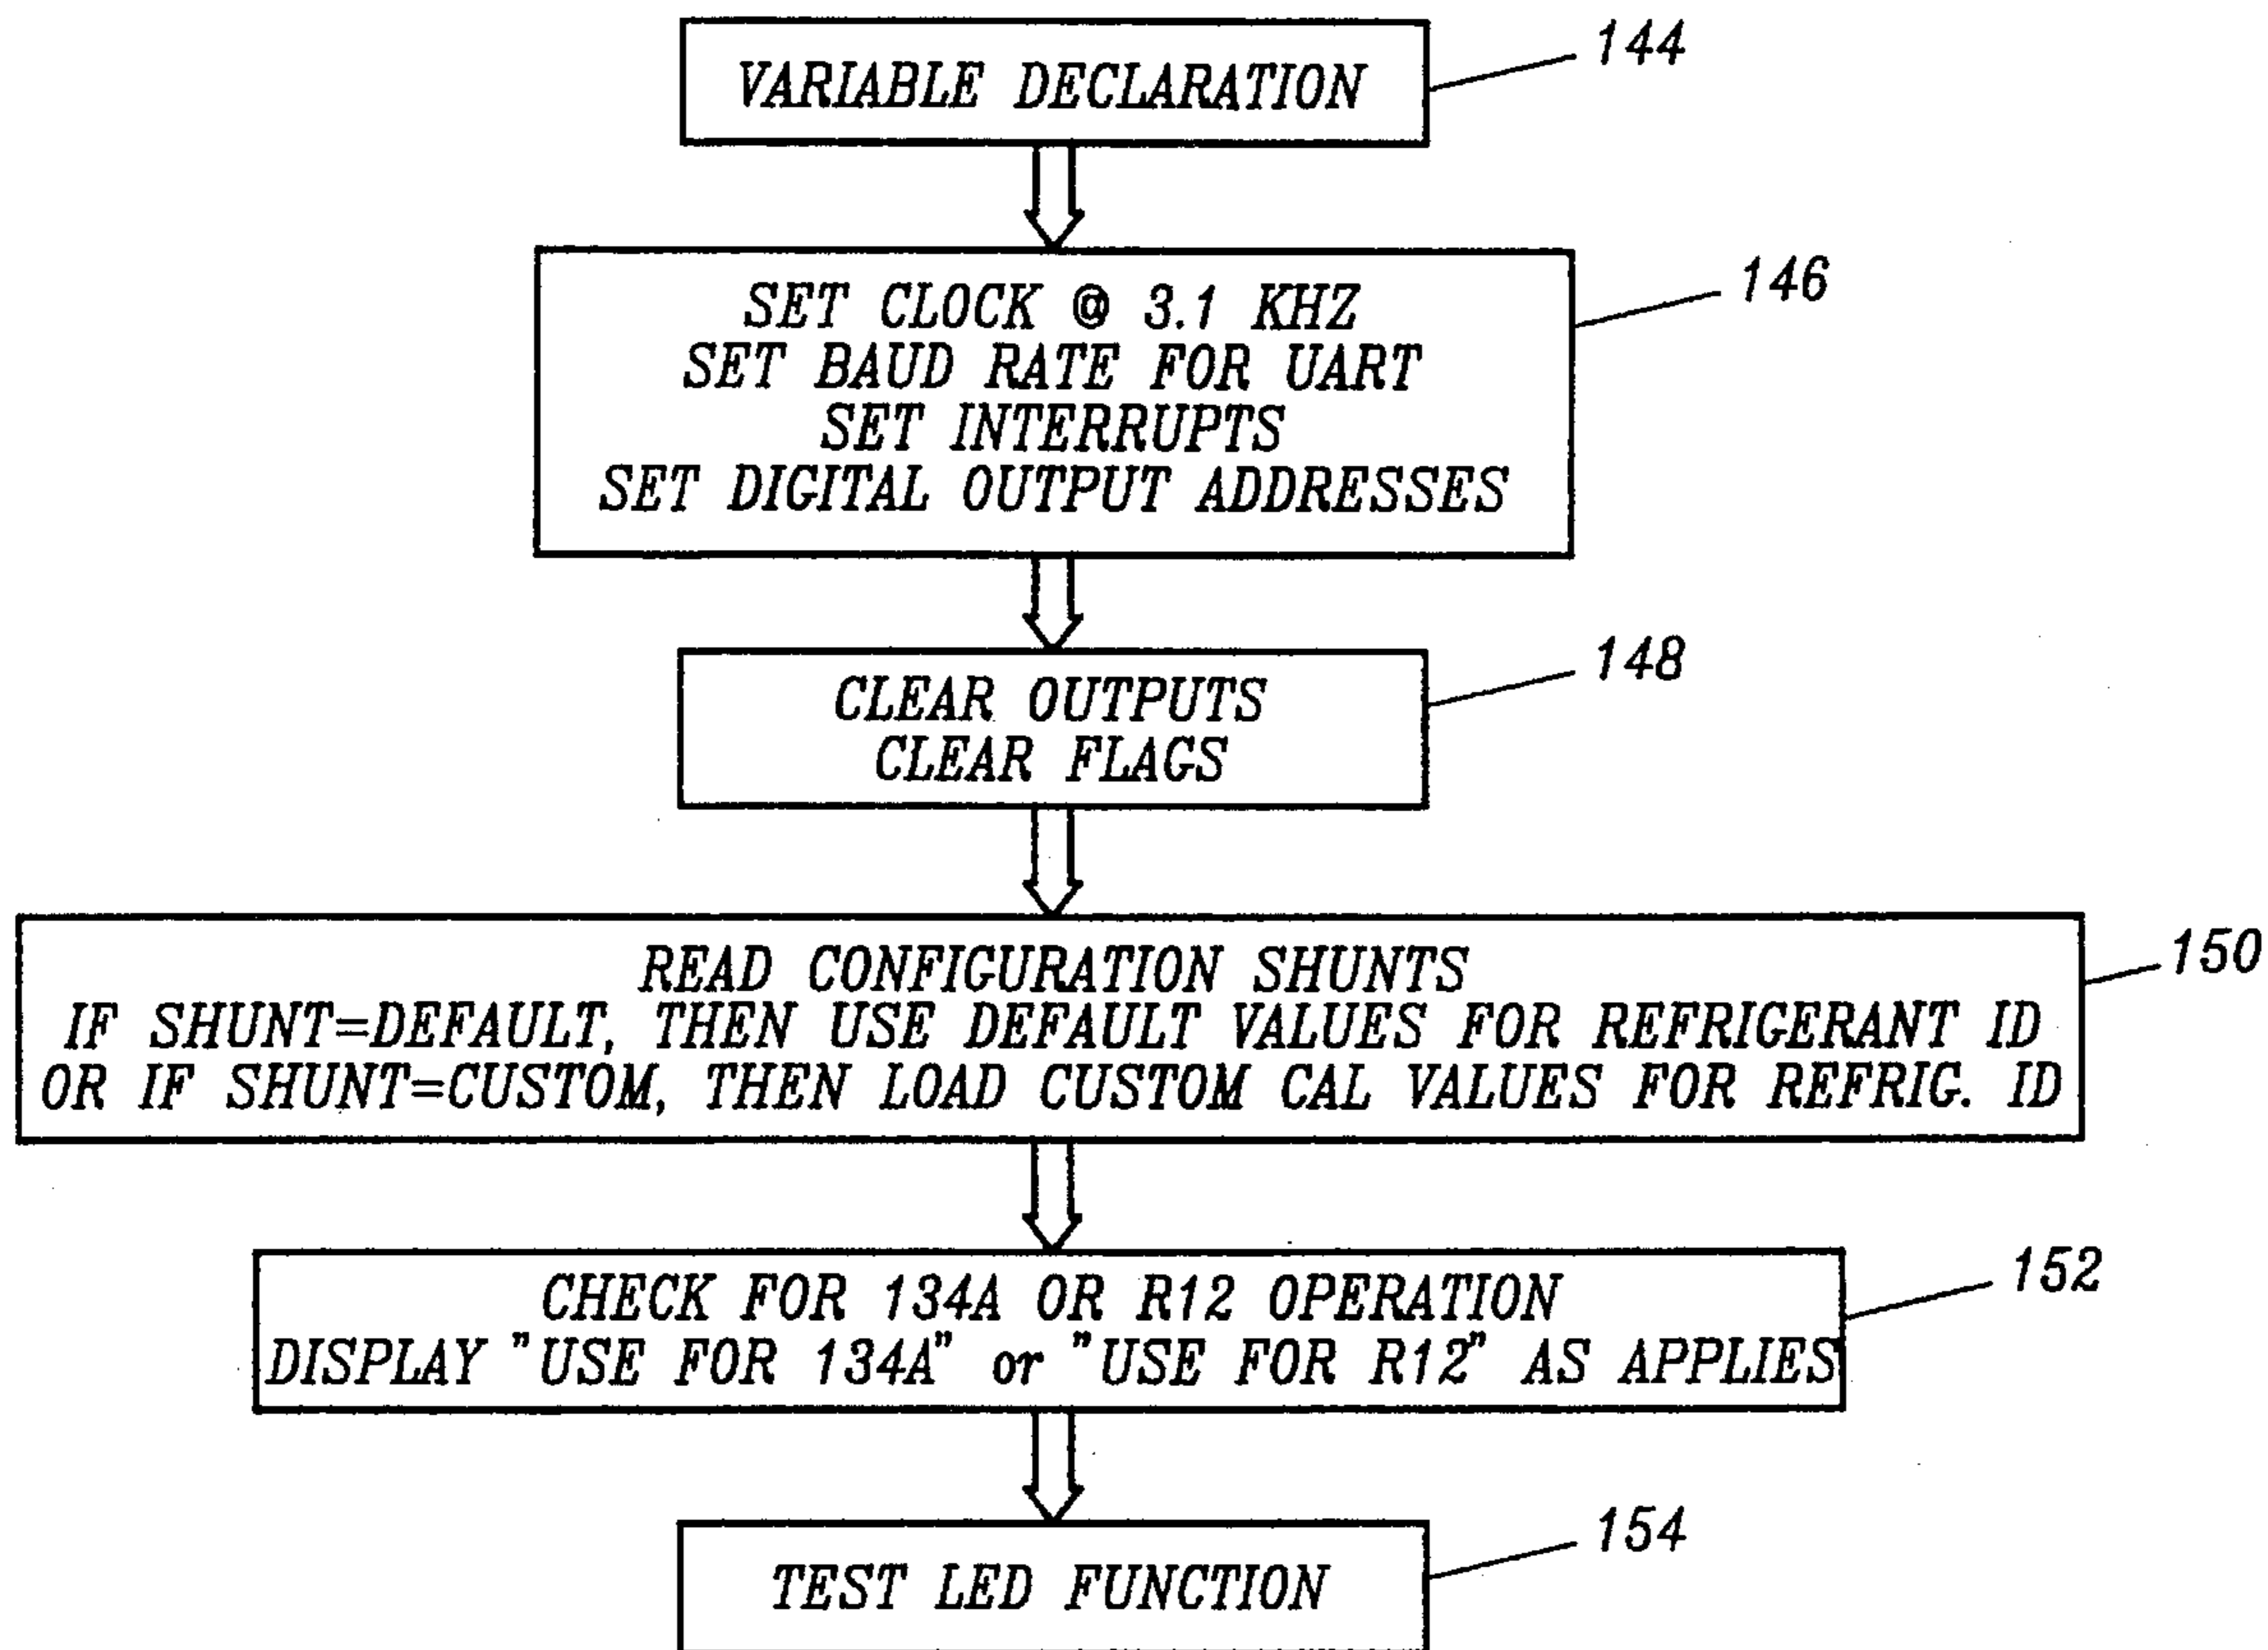 VARIABLE DECLARATION
144
SET CLOCK @ 3.1 KHZ
SET BAUD RATE FOR UART
SET INTERRUPTS
SET DIGITAL OUTPUT ADDRESSES
146
CLEAR OUTPUTS
CLEAR FLAGS
148
READ CONFIGURATION SHUNTS
IF SHUNT=DEFAULT, THEN USE DEFAULT VALUES FOR REFRIGERANT ID
OR IF SHUNT=CUSTOM, THEN LOAD CUSTOM CAL VALUES FOR REFRIG. ID
150
CHECK FOR 134A OR R12 OPERATION
DISPLAY "USE FOR 134A" or "USE FOR R12" AS APPLIES
152
TEST LED FUNCTION
154